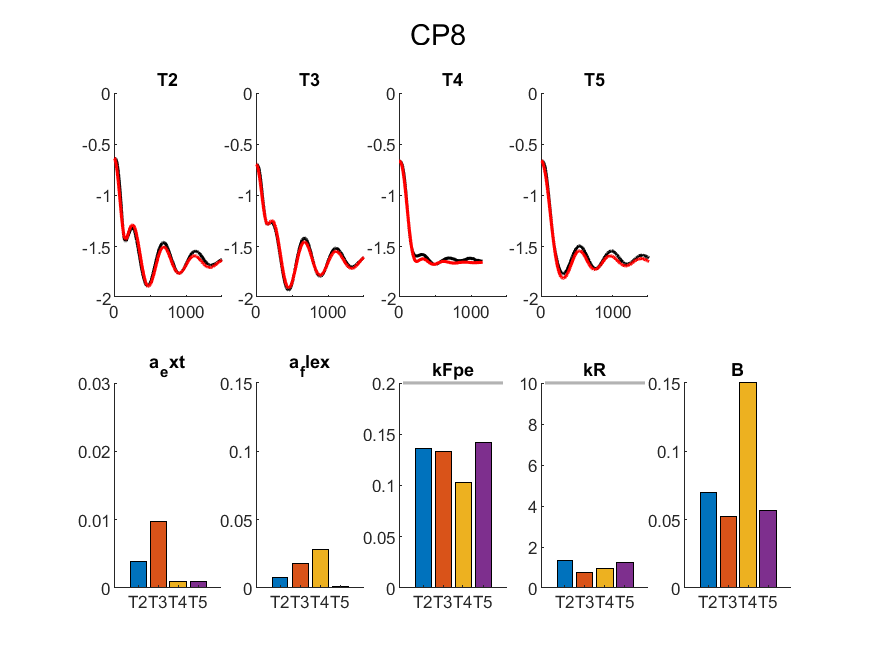 CP8
T2 T3 T4 T5
0 0 0 0
-0.5 -0.5 -0.5 -0.5
-1 -1 -1 -1
-1.5 -1.5 -1.5 -1.5
-2 -2 -2 -2
0 1000 0 1000 0 1000 0 1000
a_ext a_flex kFpe kR B
0.03 0.15 0.2 10 0.15
0.02 0.1 0.15 8 0.1
0.01 0.05 0.1 6 0.05
0 0 0.05 4 0
0 2
0
T2T3T4T5 T2T3T4T5 T2T3T4T5 T2T3T4T5 T2T3T4T5